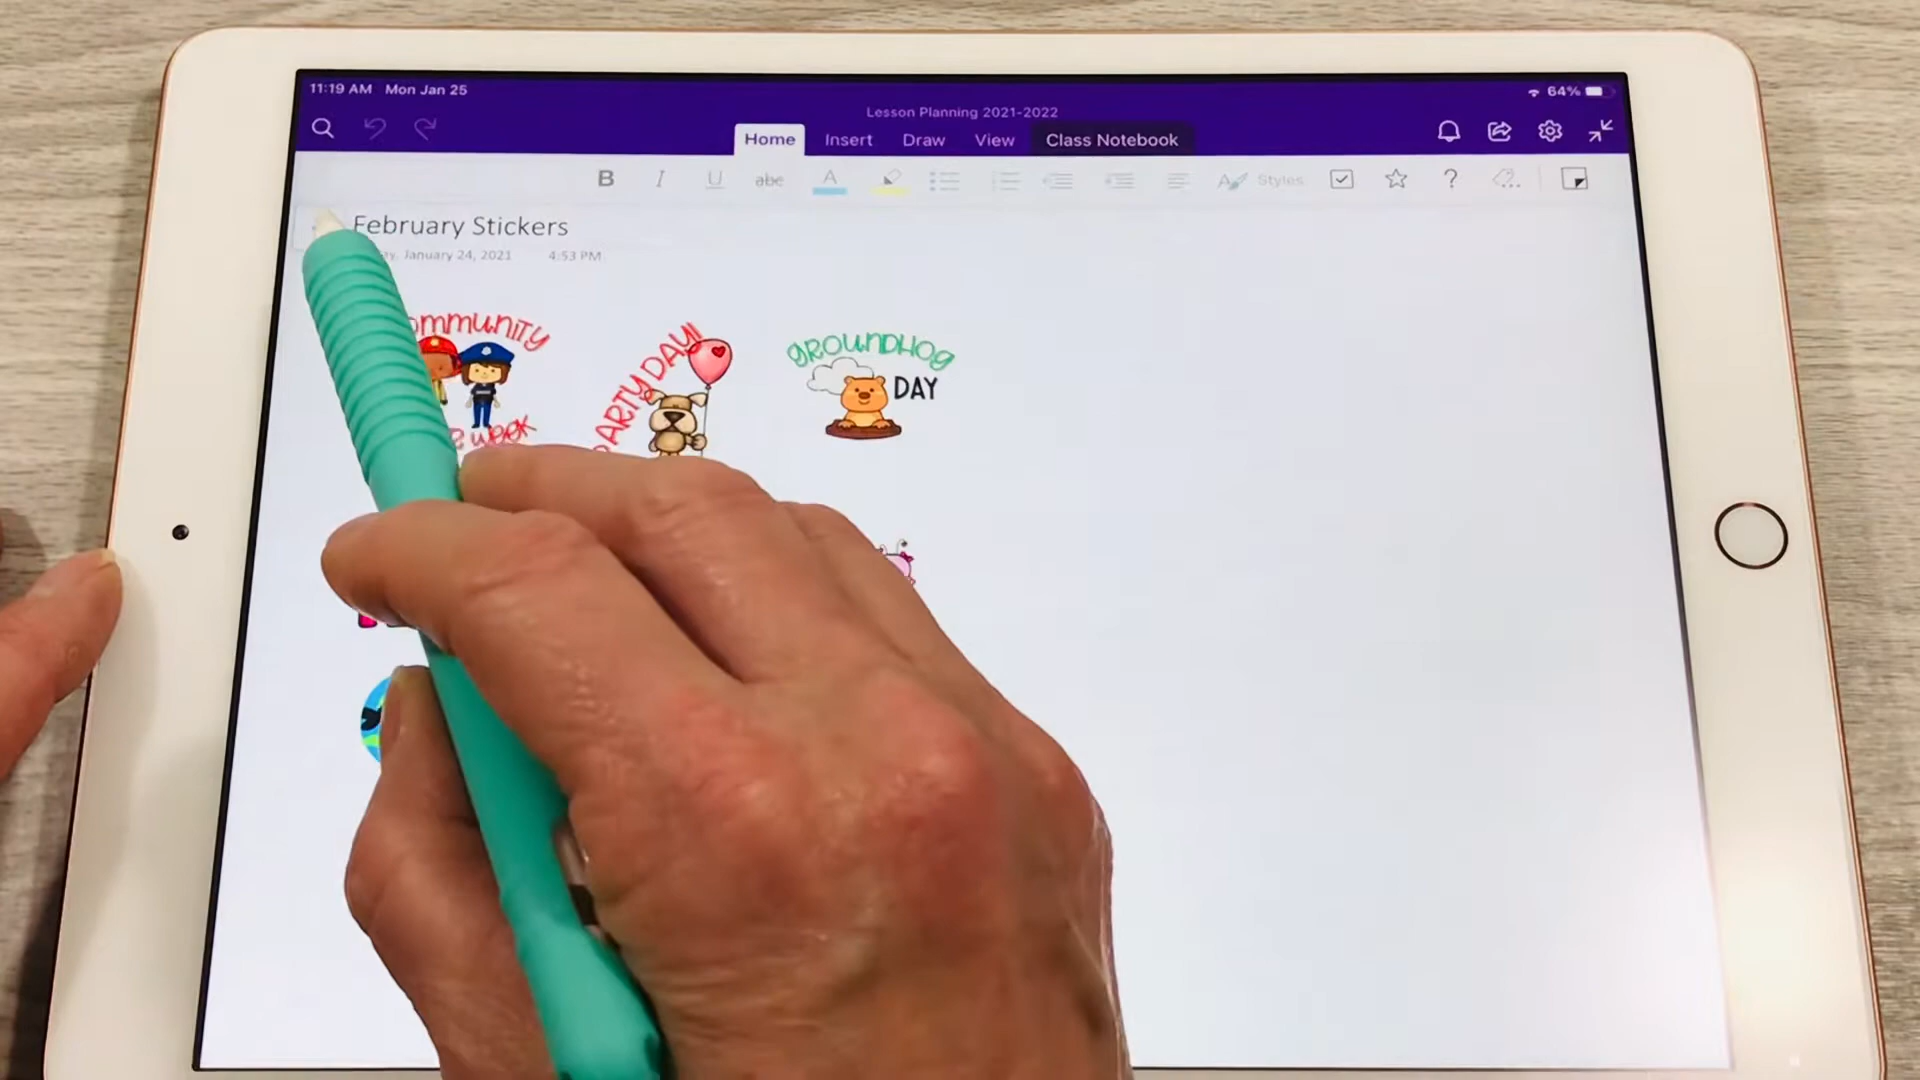 11:19 AM Mon Jan 25
64%
Lesson Planning 2021-2022
Home Insert Draw View Class Notebook
B I U abc A Styles ?
February Stickers
January 24, 2021 4:53 PM
PARTY DAY!
GROUNDHOG
DAY
week